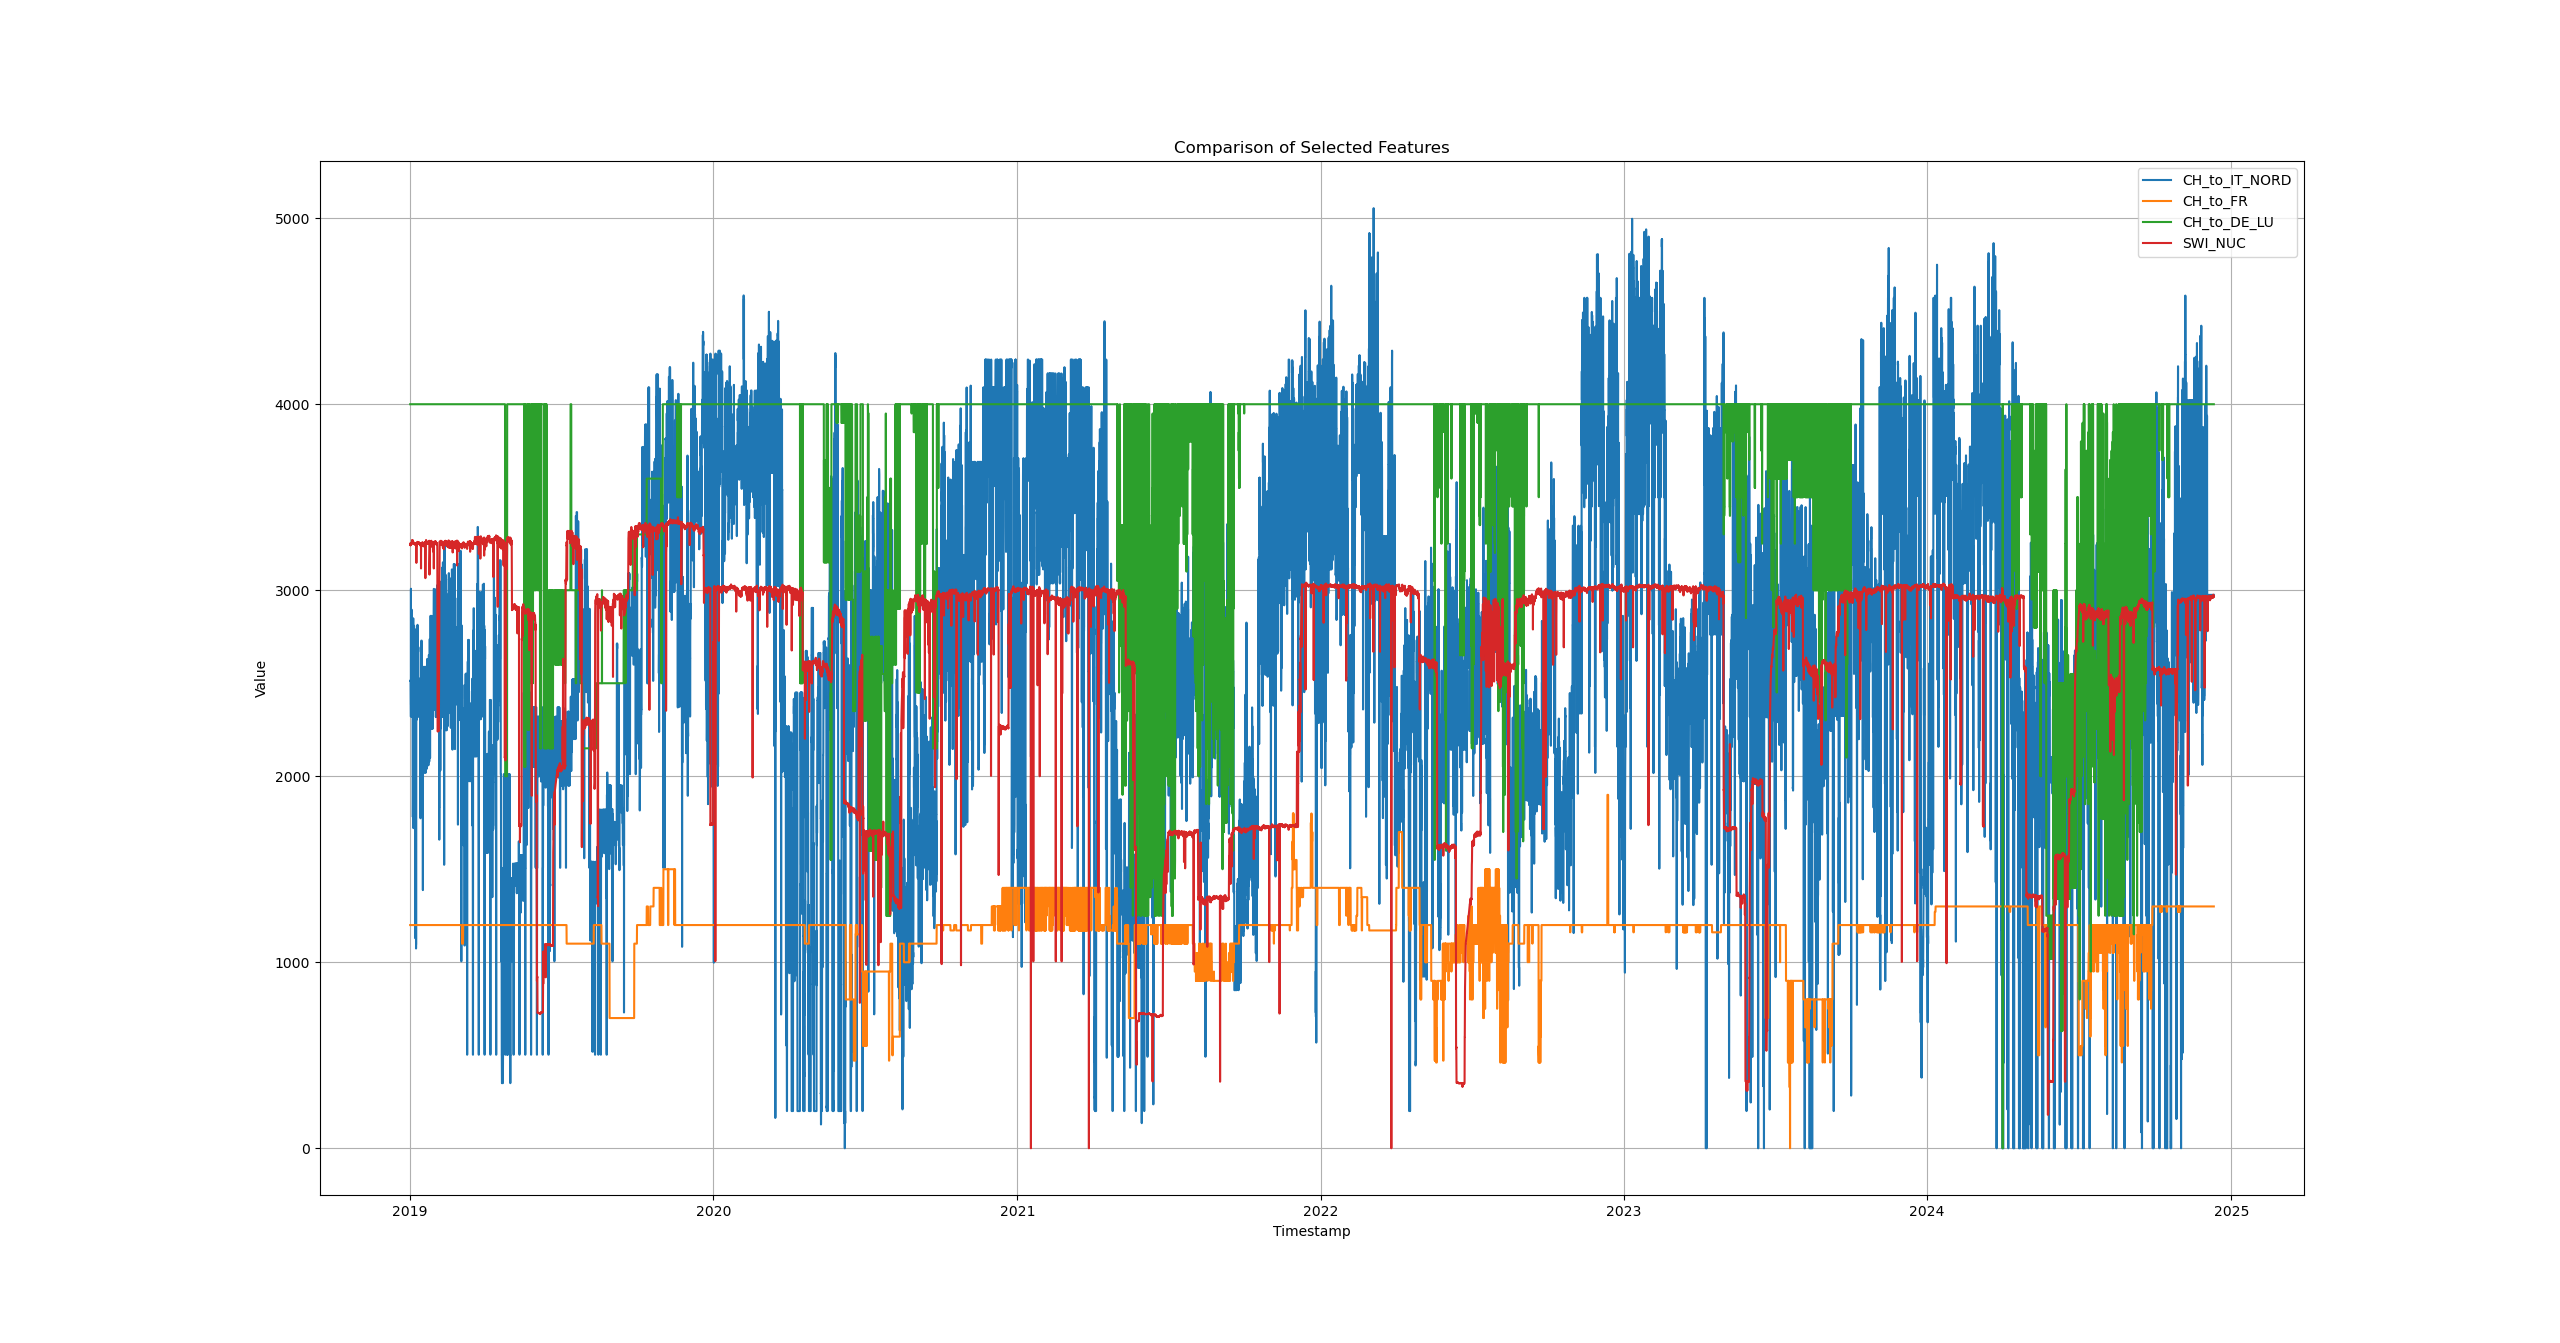 Comparison of Selected Features
CH_to_IT_NORD
CH_to_FR
CH_to_DE_LU
SWI_NUC
5000
4000
3000
2000
1000
0
Value
2019 2020 2021 2022 2023 2024 2025
Timestamp